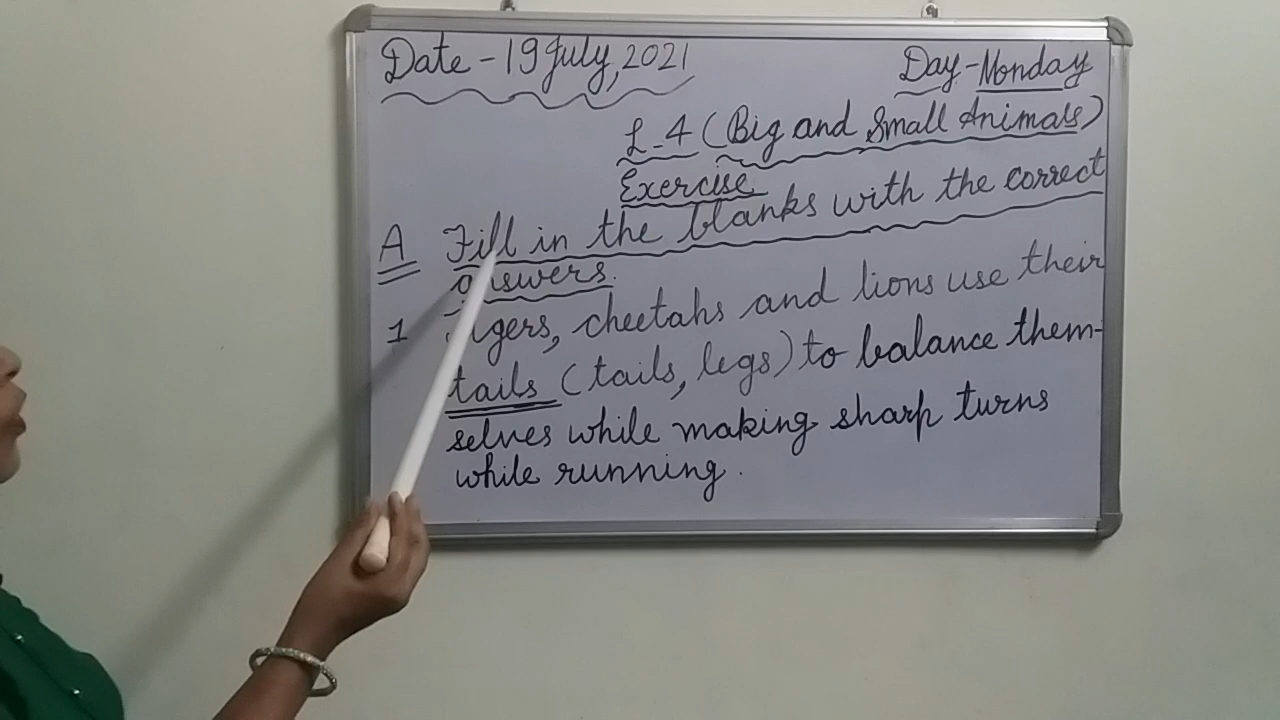 Date - 19 July, 2021 Day - Monday
L-4 (Big and Small Animals)
Exercise
A Fill in the blanks with the correct
answers.
1 Tigers, cheetahs and lions use their
tails (tails, legs) to balance them-
selves while making sharp turns
while running.